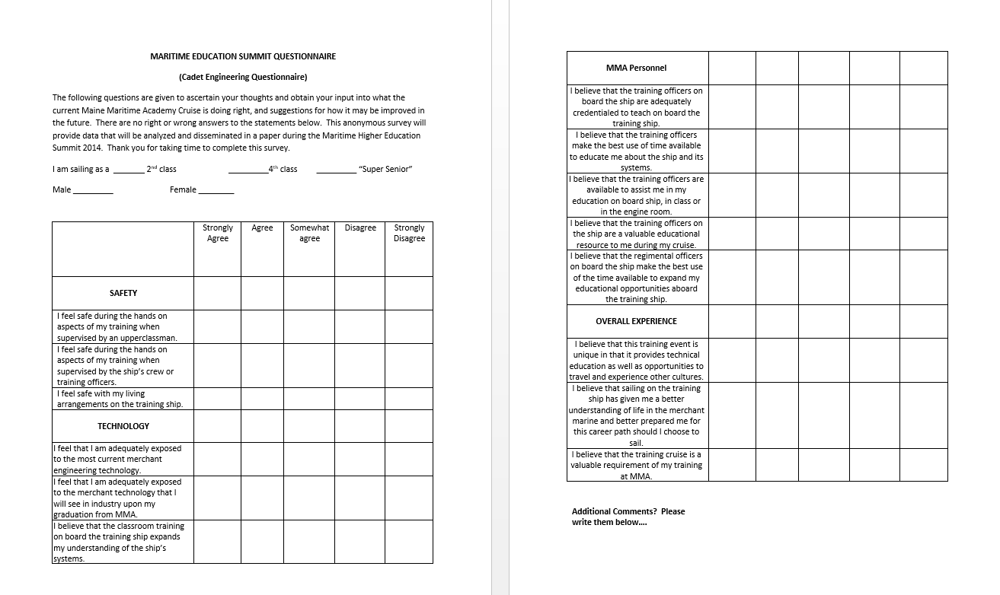 MARITIME EDUCATION SUMMIT QUESTIONNAIRE
(Cadet Engineering Questionnaire)
The following questions are given to ascertain your thoughts and obtain your input into what the
current Maine Maritime Academy Cruise is doing right, and suggestions for how it may be improved in
the future.  There are no right or wrong answers to the statements below.  This anonymous survey will
provide data that will be analyzed and disseminated in a paper during the Maritime Higher Education
Summit 2014.  Thank you for taking time to complete this survey.
I am sailing as a _______ 2nd class _________4th class _________ “Super Senior”
Male _________ Female ________
Strongly Agree Agree Somewhat agree Disagree Strongly Disagree
SAFETY
I feel safe during the hands on
aspects of my training when
supervised by an upperclassman.
I feel safe during the hands on
aspects of my training when
supervised by the ship’s crew or
training officers.
I feel safe with my living
arrangements on the training ship.
TECHNOLOGY
I feel that I am adequately exposed
to the most current merchant
engineering technology.
I feel that I am adequately exposed
to the merchant technology that I
will see in industry upon my
graduation from MMA.
I believe that the classroom training
on board the training ship expands
my understanding of the ship’s
systems.
MMA Personnel
I believe that the training officers on
board the ship are adequately
credentialed to teach on board the
training ship.
I believe that the training officers
make the best use of time available
to educate me about the ship and its
systems.
I believe that the training officers are
available to assist me in my
education on board ship, in class or
in the engine room.
I believe that the training officers on
the ship are a valuable educational
resource to me during my cruise.
I believe that the regimental officers
on board the ship make the best use
of the time available to expand my
educational opportunities aboard
the training ship.
OVERALL EXPERIENCE
I believe that this training event is
unique in that it provides technical
education as well as opportunities to
travel and experience other cultures.
I believe that sailing on the training
ship has given me a better
understanding of life in the merchant
marine and better prepared me for
this career path should I choose to
sail.
I believe that the training cruise is a
valuable requirement of my training
at MMA.
Additional Comments?  Please
write them below....